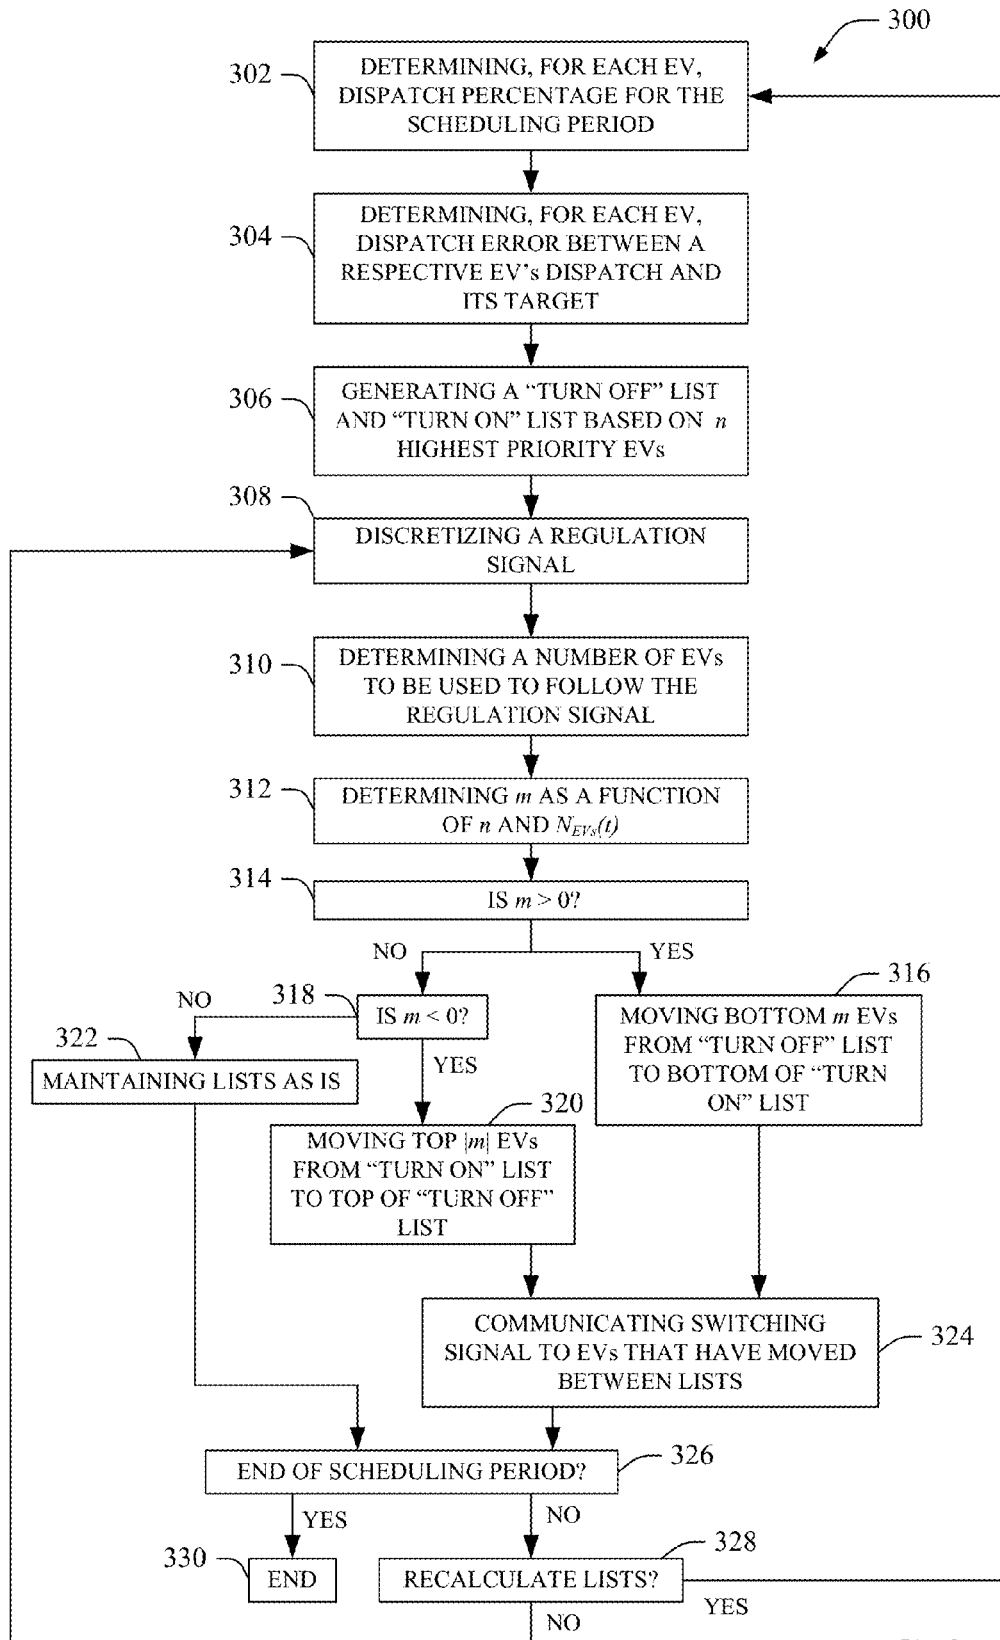 300
302
DETERMINING, FOR EACH EV,
DISPATCH PERCENTAGE FOR THE
SCHEDULING PERIOD
304
DETERMINING, FOR EACH EV,
DISPATCH ERROR BETWEEN A
RESPECTIVE EV's DISPATCH AND
ITS TARGET
306
GENERATING A “TURN OFF” LIST
AND “TURN ON” LIST BASED ON n
HIGHEST PRIORITY EVs
308
DISCRETIZING A REGULATION
SIGNAL
310
DETERMINING A NUMBER OF EVs
TO BE USED TO FOLLOW THE
REGULATION SIGNAL
312
DETERMINING m AS A FUNCTION
OF n AND NEVs(t)
314
IS m > 0?
NO
YES
316
MOVING BOTTOM m EVs
FROM “TURN OFF” LIST
TO BOTTOM OF “TURN
ON” LIST
318
IS m < 0?
NO
YES
322
MAINTAINING LISTS AS IS
320
MOVING TOP |m| EVs
FROM “TURN ON” LIST
TO TOP OF “TURN OFF”
LIST
COMMUNICATING SWITCHING
SIGNAL TO EVs THAT HAVE MOVED
BETWEEN LISTS
324
END OF SCHEDULING PERIOD?
326
YES
NO
330
END
328
RECALCULATE LISTS?
YES
NO